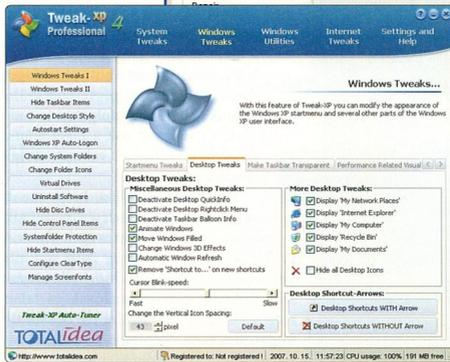 Tweak-XP
Professional 4
System
Tweaks
Windows
Tweaks
Windows
Utilities
Internet
Tweaks
Settings and
Help
Windows Tweaks I
Windows Tweaks II
Hide Taskbar Items
Change Desktop Style
Autostart Settings
Windows XP Auto-Logon
Change System Folders
Change Folder Icons
Virtual Drives
Uninstall Software
Hide Disc Drives
Hide Control Panel Items
Systemfolder Protection
Hide Startmenu Items
Configure ClearType
Manage Screenfonts
Tweak-XP Auto-Tuner
TOTALidea
Windows Tweaks...
With this feature of Tweak-XP you can modify the appearance of
the Windows XP startmenu and several other parts of the Windows
XP user interface.
Startmenu Tweaks
Desktop Tweaks
Make Taskbar Transparent
Performance Related Visual
Desktop Tweaks:
Miscellaneous Desktop Tweaks:
Deactivate Desktop QuickInfo
Deactivate Desktop Rightclick Menu
Deactivate Taskbar Balloon Info
Animate Windows
Move Windows Filled
Change Windows 3D Effects
Automatic Window Refresh
Remove 'Shortcut to...' on new shortcuts
Cursor Blink-speed:
Fast
Slow
Change the Vertical Icon Spacing:
43 pixel
Default
More Desktop Tweaks:
Display 'My Network Places'
Display 'Internet Explorer'
Display 'My Computer'
Display 'Recycle Bin'
Display 'My Documents'
Hide all Desktop Icons
Desktop Shortcut-Arrows:
Desktop Shortcuts WITH Arrow
Desktop Shortcuts WITHOUT Arrow
http://www.totalidea.com
Registered to: Not registered !
2007. 10. 15.
11:57:23
CPU usage: 100%
191 MB free